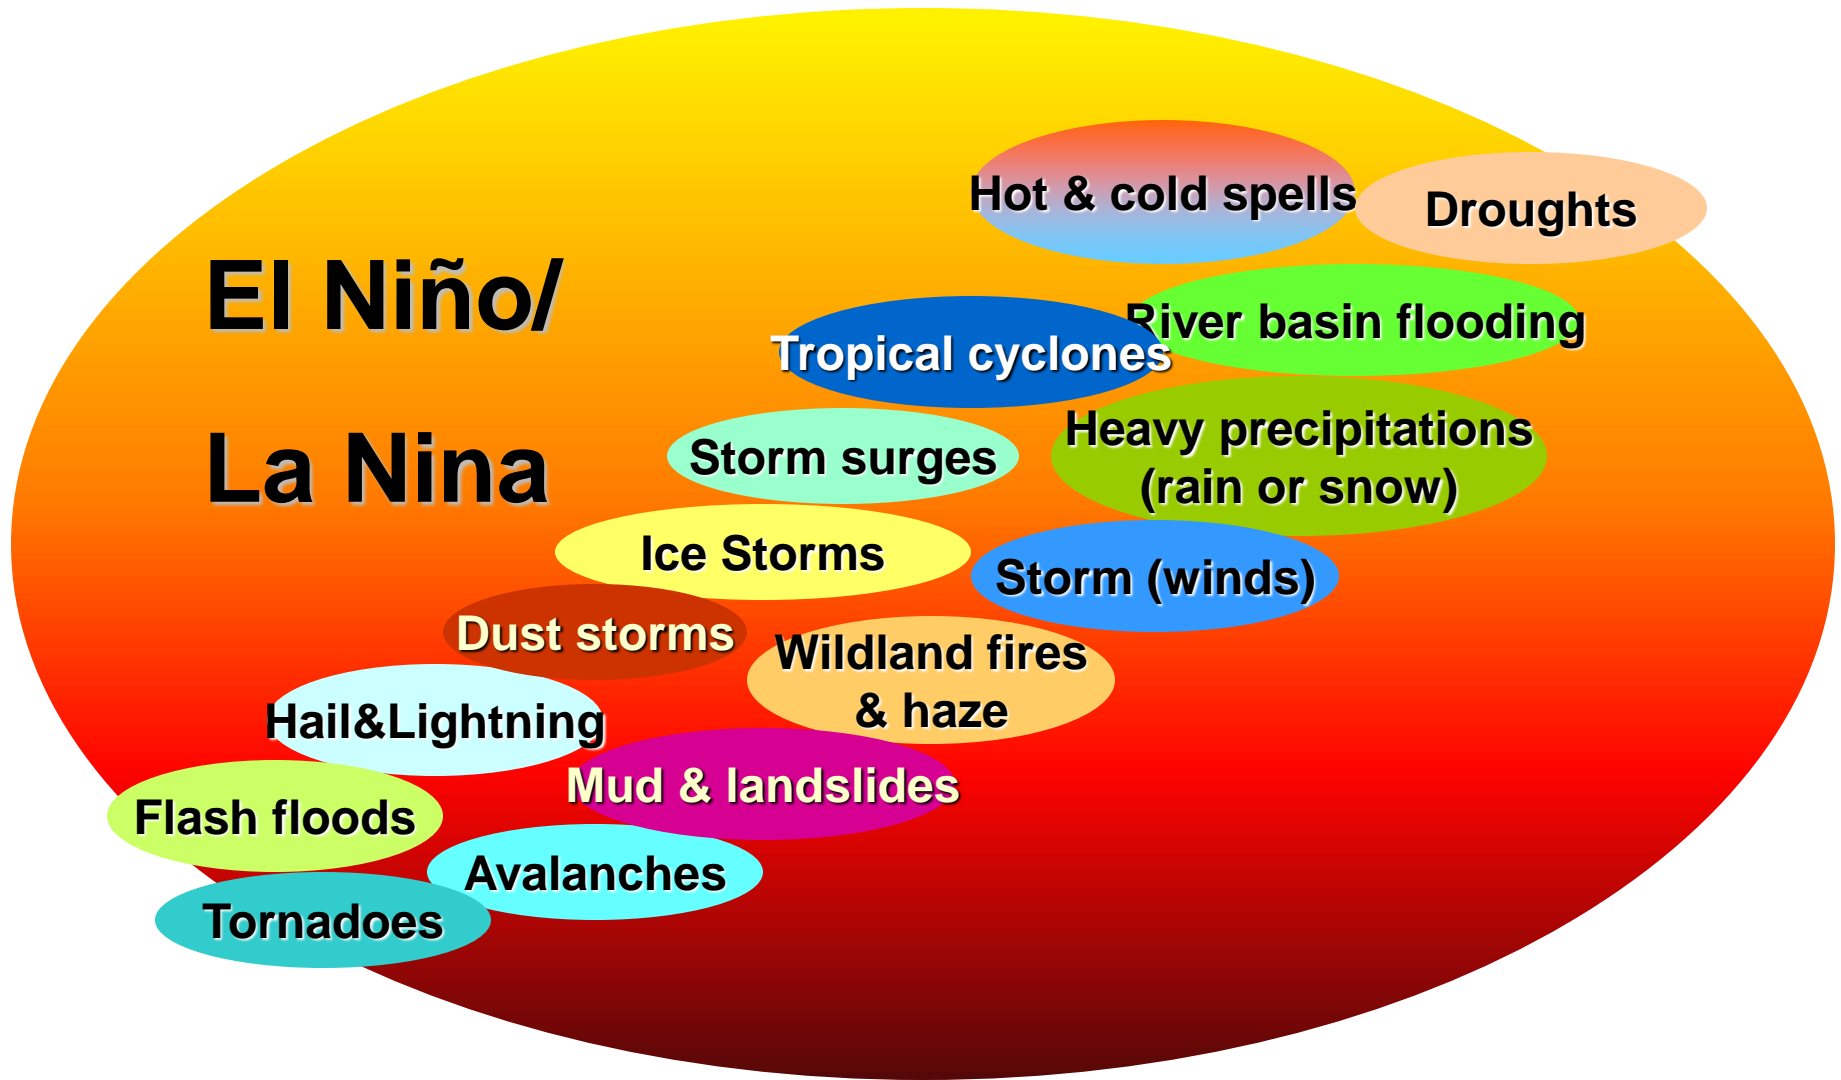 Hot & cold spells
Droughts
El Niño/
River basin flooding
Tropical cyclones
La Nina
Storm surges
Heavy precipitations
(rain or snow)
Ice Storms
Storm (winds)
Dust storms
Wildland fires
& haze
Hail&Lightning
Mud & landslides
Flash floods
Avalanches
Tornadoes